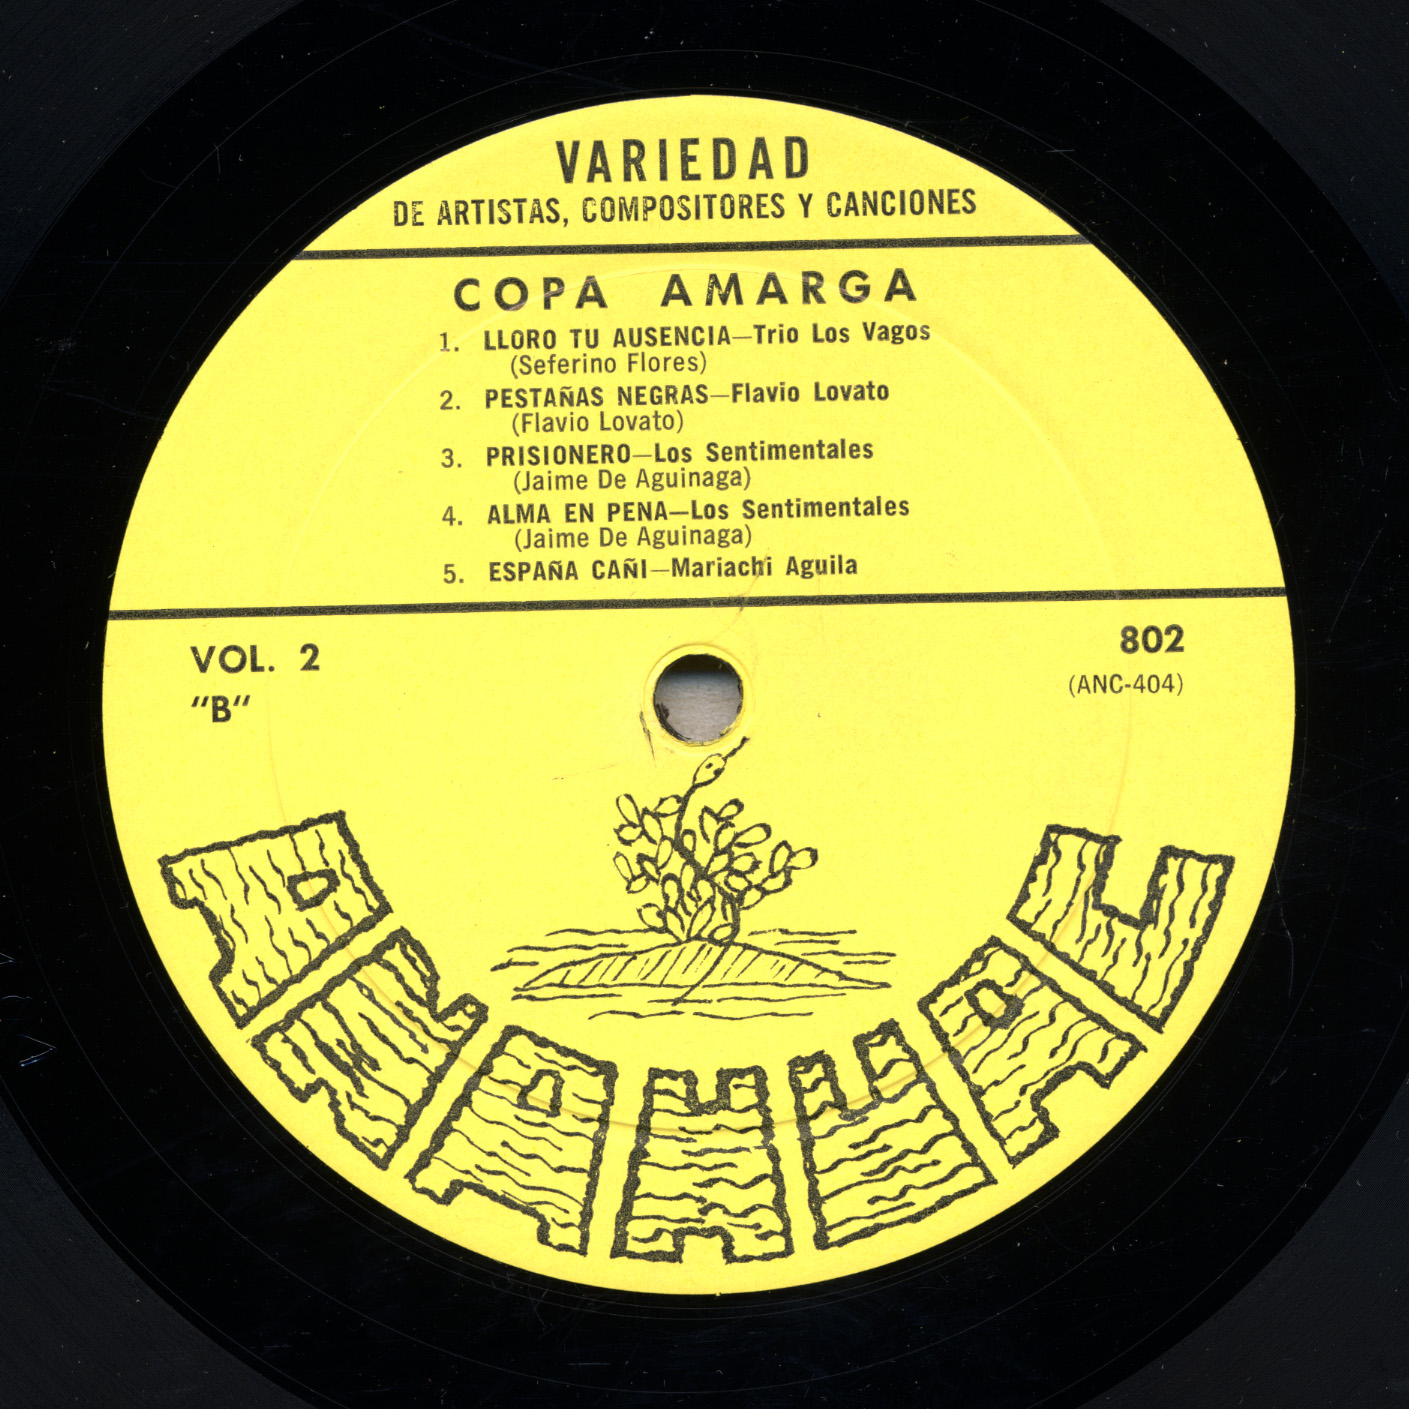 VARIEDAD
DE ARTISTAS, COMPOSITORES Y CANCIONES
COPA AMARGA
1. LLORO TU AUSENCIA—Trio Los Vagos
(Seferino Flores)
2. PESTAÑAS NEGRAS—Flavio Lovato
(Flavio Lovato)
3. PRISIONERO—Los Sentimentales
(Jaime De Aguinaga)
4. ALMA EN PENA—Los Sentimentales
(Jaime De Aguinaga)
5. ESPAÑA CAÑI—Mariachi Aguila
VOL. 2
"B"
802
(ANC-404)
ANAHUAC